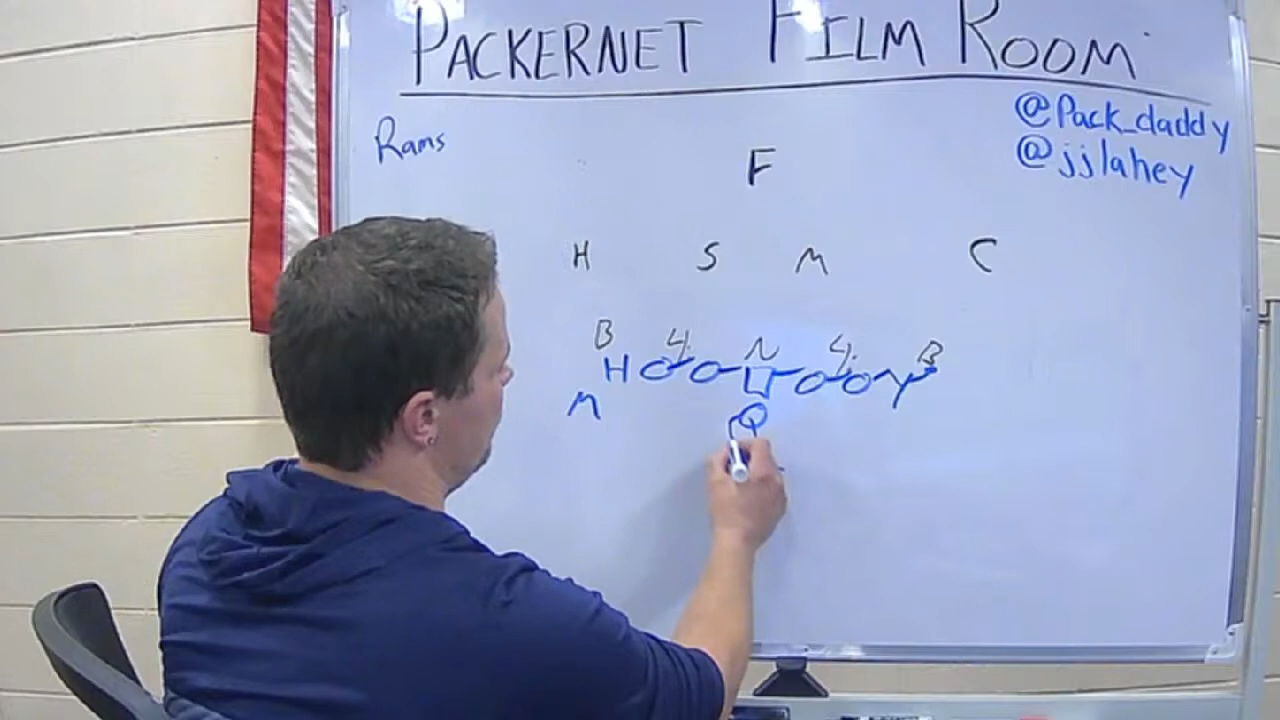 PACKERNET FILM ROOM
@Pack_daddy
@jjlahey
Rams
F
H S M C
B 4 N 4 B
H O O O O Y
M Q